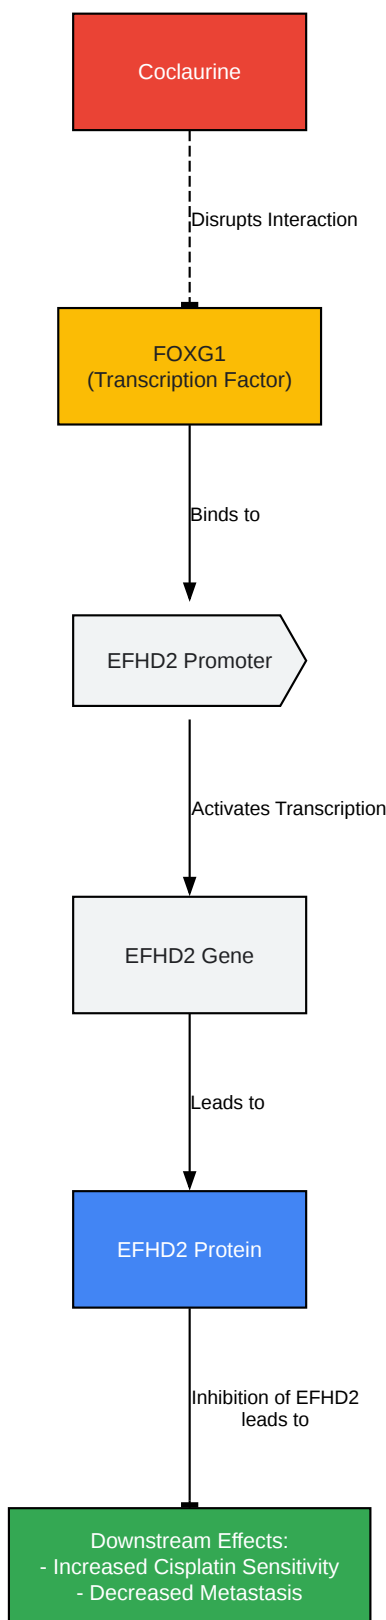 Coclaurine
Disrupts Interaction
FOXG1
(Transcription Factor)
Binds to
EFHD2 Promoter
Activates Transcription
EFHD2 Gene
Leads to
EFHD2 Protein
Inhibition of EFHD2
leads to
Downstream Effects:
- Increased Cisplatin Sensitivity
- Decreased Metastasis